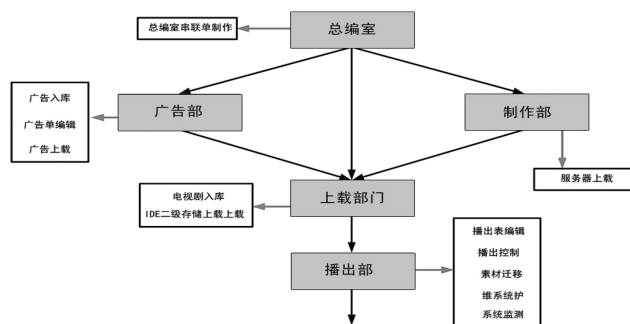 总编室串联单制作
总编室
广告入库
广告单编辑
广告上载
广告部
制作部
服务器上载
电视剧入库
IDE二级存储上载上载
上载部门
播出部
播出表编辑
播出控制
素材迁移
维系统护
系统监测